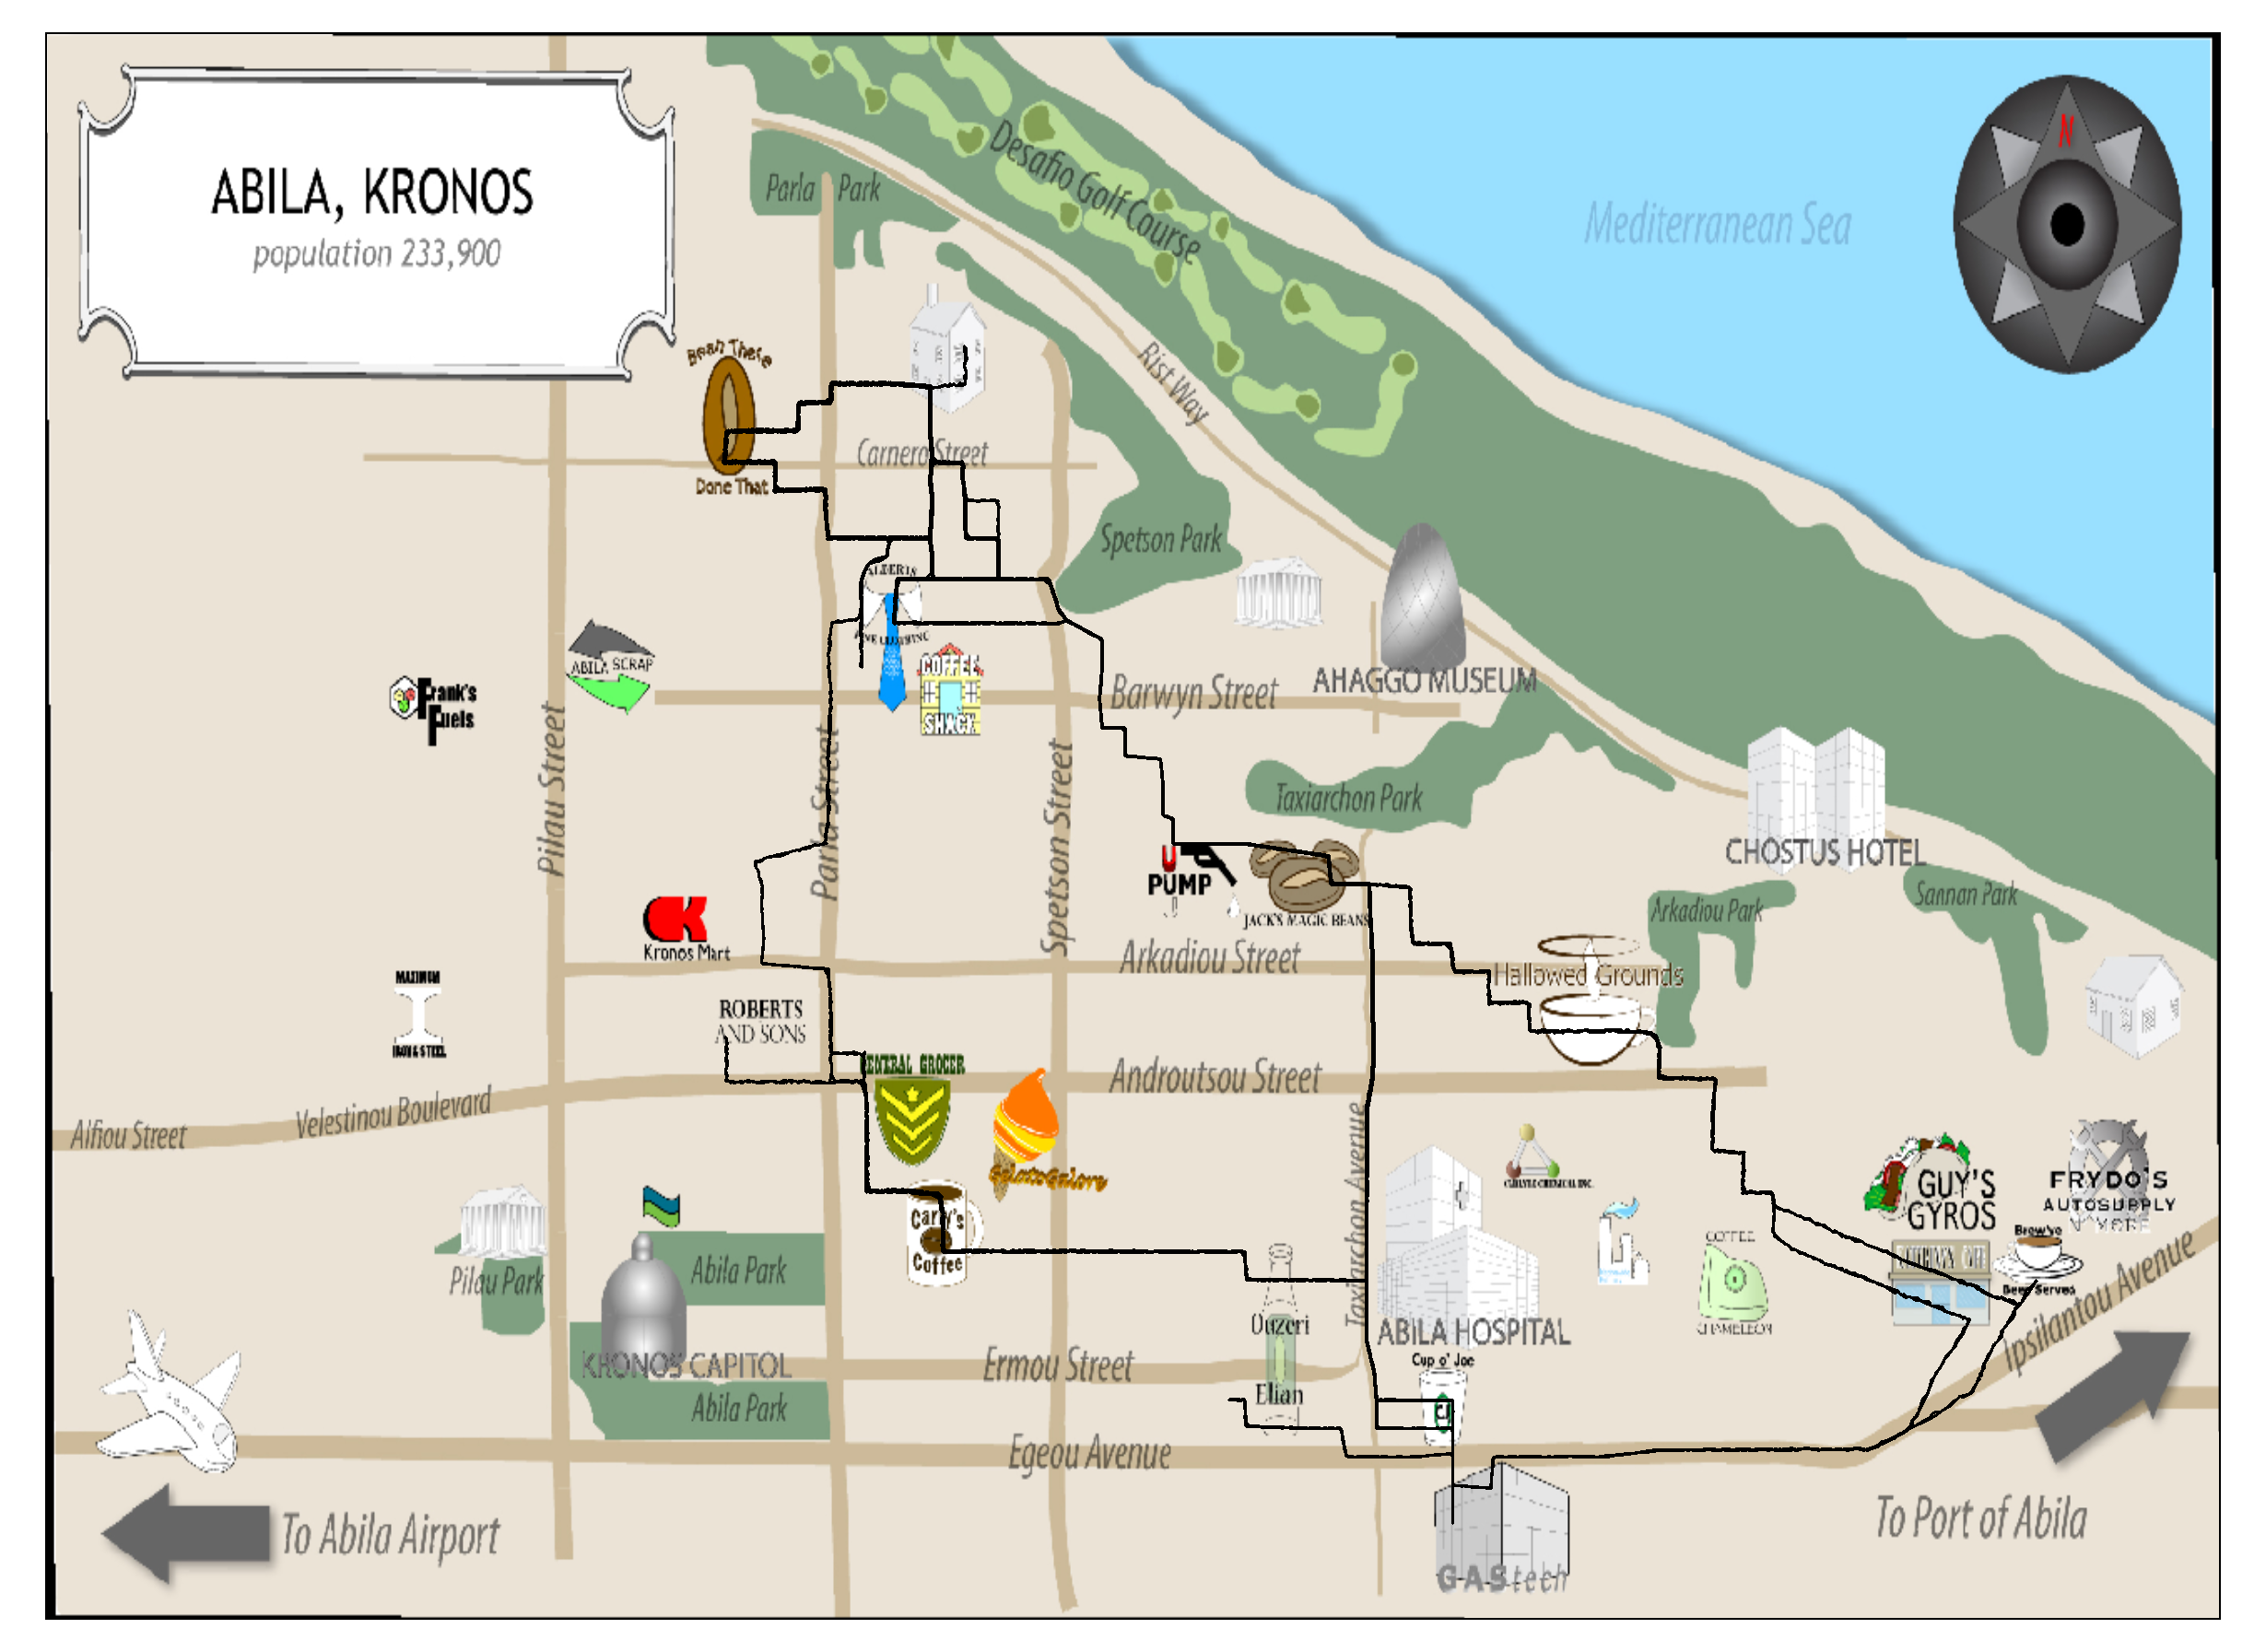 N
ABILA, KRONOS
population 233,900
Mediterranean Sea
Desafio Golf Course
Parla Park
Rist Way
Bean There
Done That
Carnero Street
Spetson Park
ALBERTS
FINE CLOTHING
ABILA SCRAP
Frank's
Fuels
COFFEE
SHACK
Barwyn Street
AHAGGO MUSEUM
Pilau Street
Parla Street
Spetson Street
Taxiarchon Park
CHOSTUS HOTEL
U
PUMP
JACK'S MAGIC BEANS
Kronos Mart
Arkadiou Street
Arkadiou Park
Sannan Park
Hallowed Grounds
MAXIMUM
IRON & STEEL
ROBERTS
AND SONS
GENERAL GROCER
Androutsou Street
Velestinou Boulevard
Alfiou Street
Taxiarchon Avenue
GelatoGalore
Carly's
Coffee
GUY'S
GYROS
FRYDO'S
AUTOSUPPLY
N' MORE
Brew've
Been Served
COFFEE
CHAMELEON
Pilau Park
Abila Park
Ouzeri
Elian
ABILA HOSPITAL
Ipsilantou Avenue
KRONOS CAPITOL
Ermou Street
Cup o' Joe
CJ
Abila Park
Egeou Avenue
To Abila Airport
To Port of Abila
GAStech